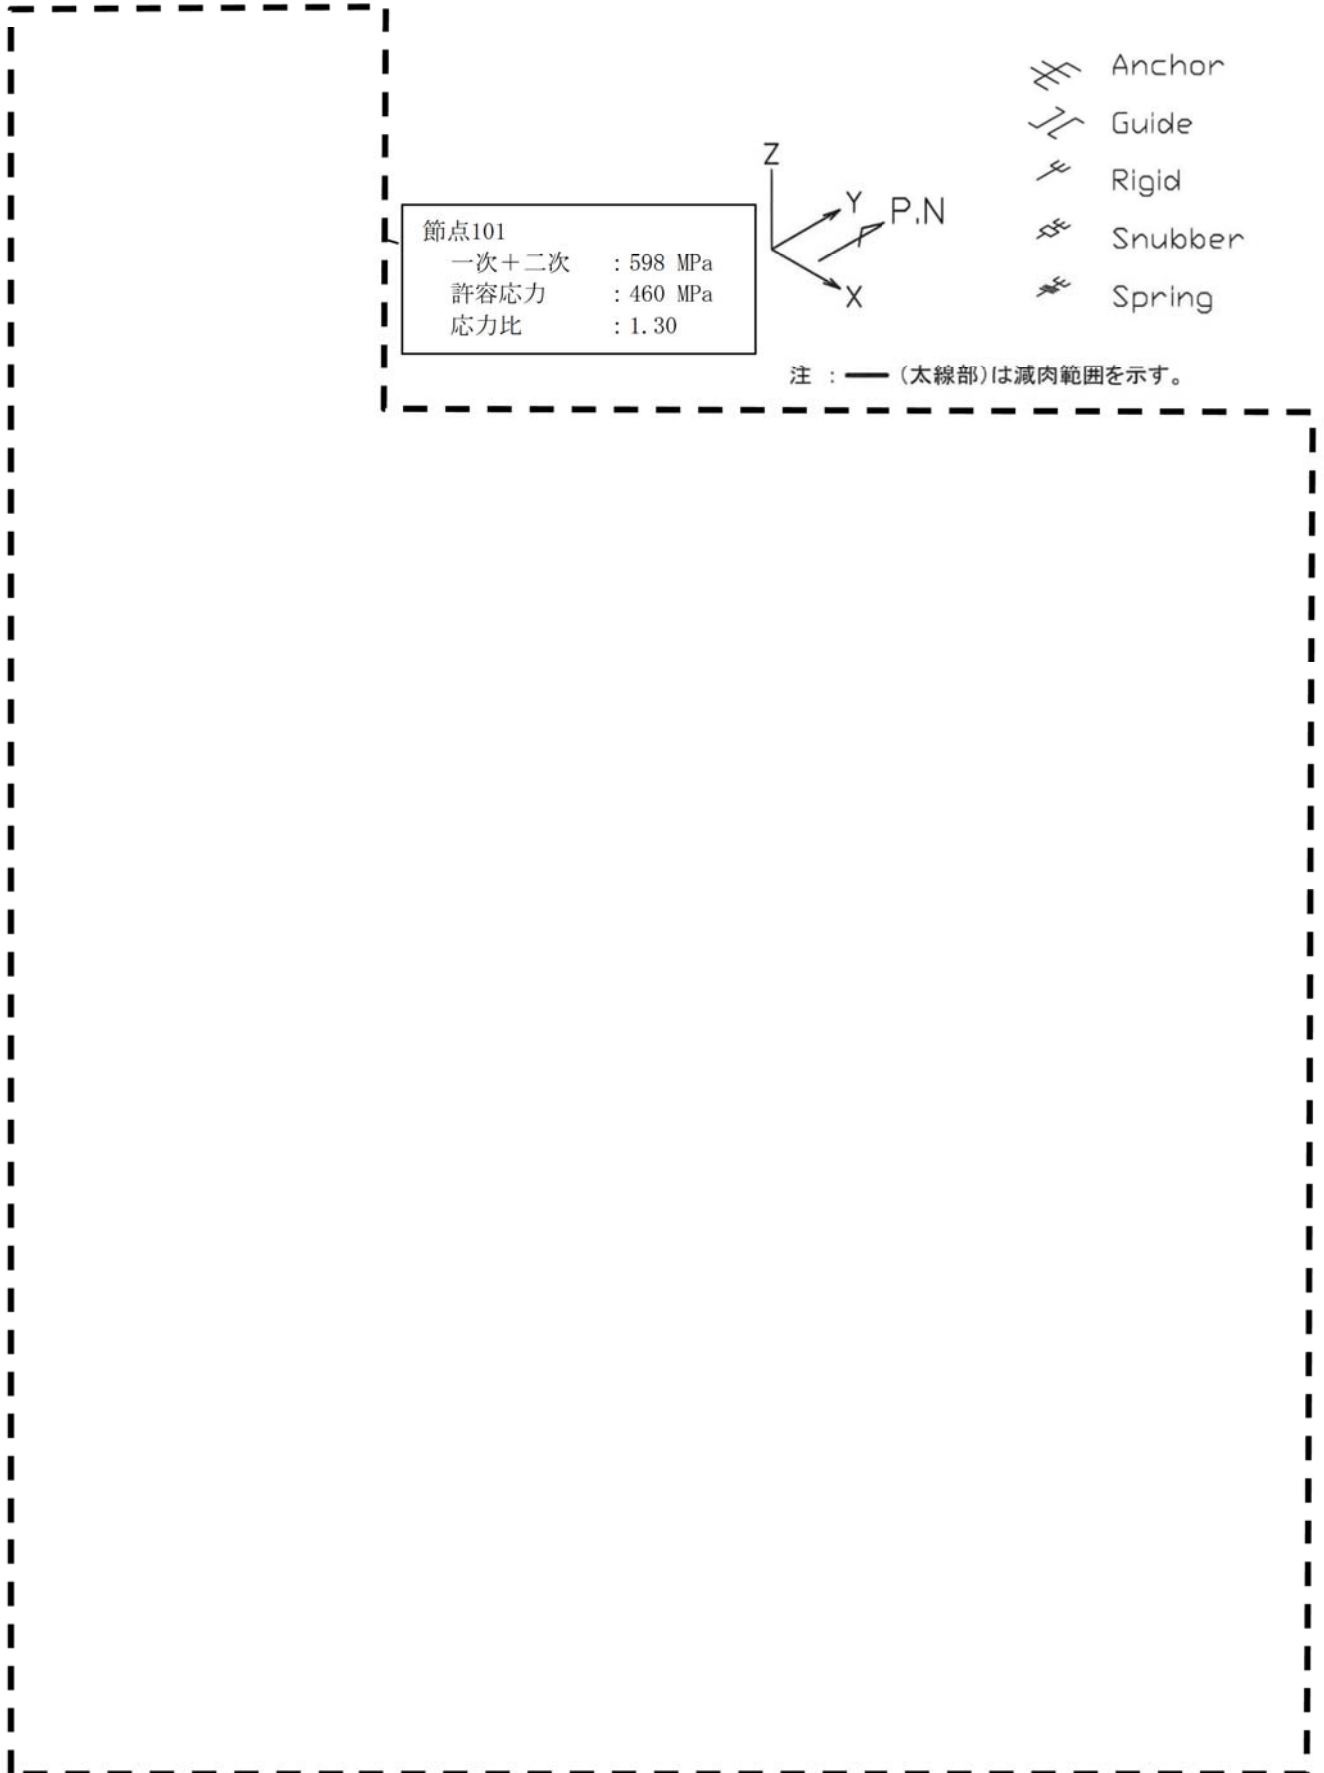 Anchor
Guide
Rigid
Snubber
Spring
Z
Y
P.N
X
節点101
一次+二次 : 598 MPa
許容応力 : 460 MPa
応力比 : 1.30
注 : ━━ (太線部)は減肉範囲を示す。